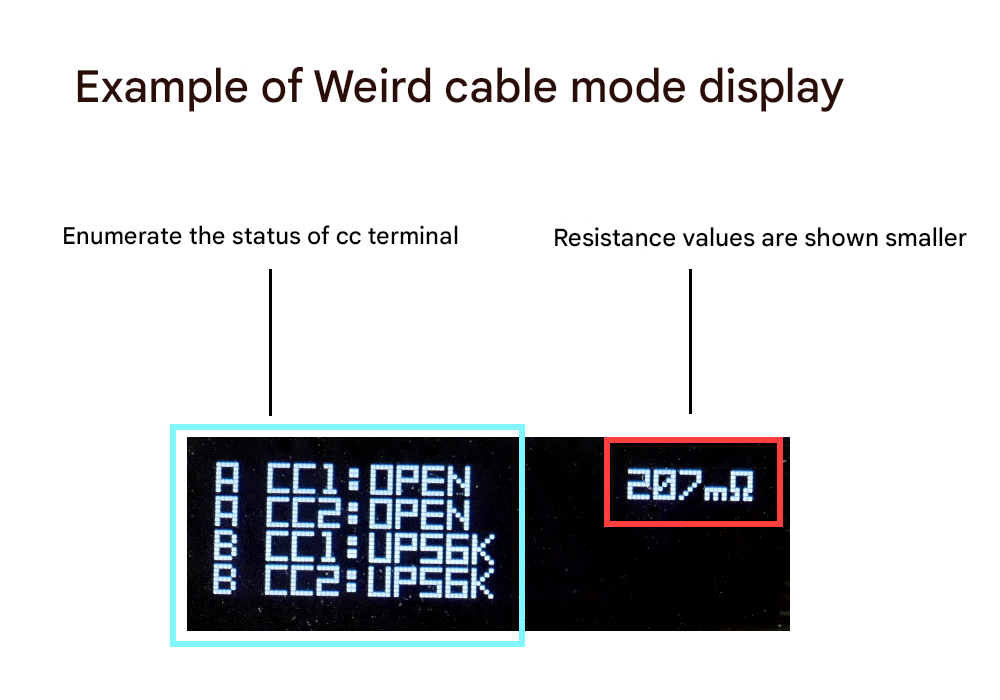 Example of Weird cable mode display
Enumerate the status of cc terminal
Resistance values are shown smaller
A CC1:OPEN
A CC2:OPEN
B CC1:UP56K
B CC2:UP56K
207mΩ